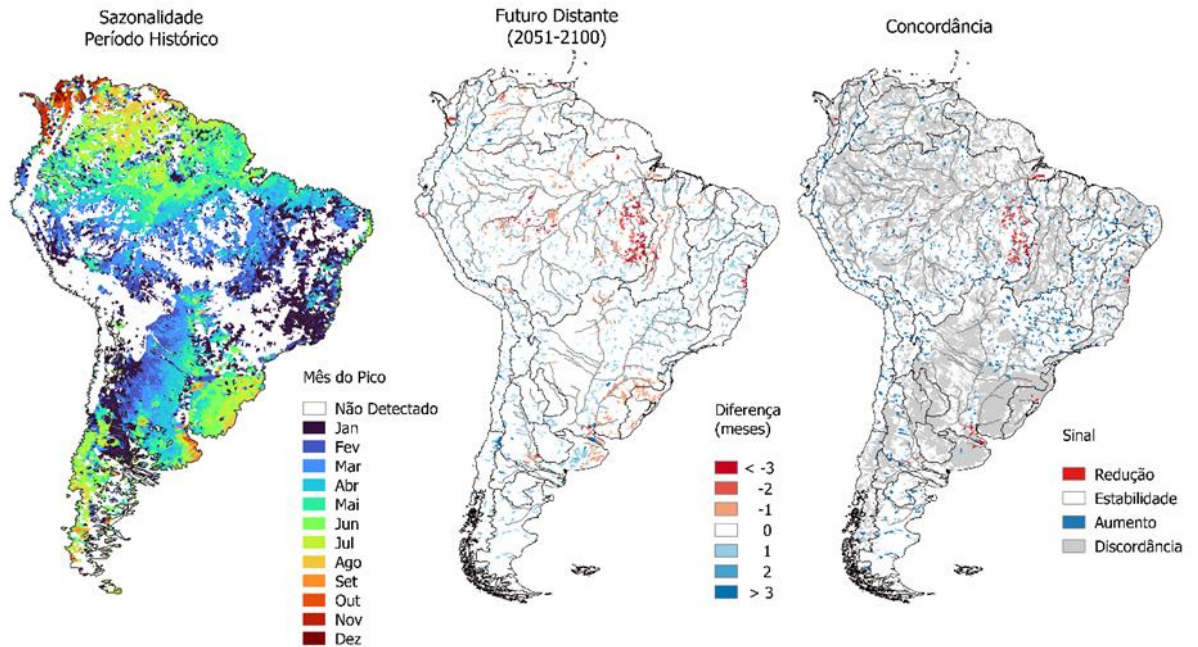 Sazonalidade
Período Histórico
Futuro Distante
(2051-2100)
Concordância
Mês do Pico
Não Detectado
Jan
Fev
Mar
Abr
Mai
Jun
Jul
Ago
Set
Out
Nov
Dez
Diferença
(meses)
< -3
-2
-1
0
1
2
> 3
Sinal
Redução
Estabilidade
Aumento
Discordância